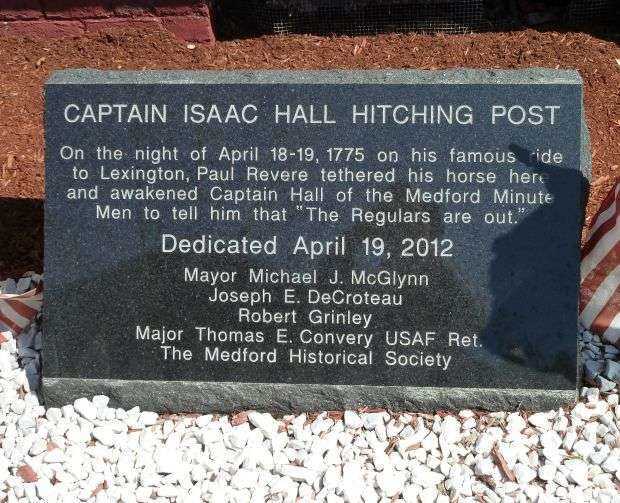 CAPTAIN ISAAC HALL HITCHING POST
On the night of April 18-19, 1775 on his famous ride
to Lexington, Paul Revere tethered his horse here
and awakened Captain Hall of the Medford Minute
Men to tell him that "The Regulars are out."
Dedicated April 19, 2012
Mayor Michael J. McGlynn
Joseph E. DeCroteau
Robert Grinley
Major Thomas E. Convery USAF Ret.
The Medford Historical Society